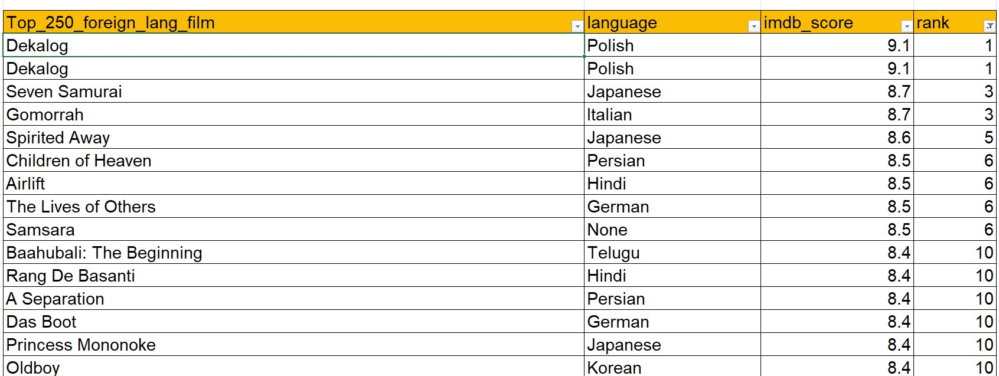 Top_250_foreign_lang_film language imdb_score rank
Dekalog Polish 9.1 1
Dekalog Polish 9.1 1
Seven Samurai Japanese 8.7 3
Gomorrah Italian 8.7 3
Spirited Away Japanese 8.6 5
Children of Heaven Persian 8.5 6
Airlift Hindi 8.5 6
The Lives of Others German 8.5 6
Samsara None 8.5 6
Baahubali: The Beginning Telugu 8.4 10
Rang De Basanti Hindi 8.4 10
A Separation Persian 8.4 10
Das Boot German 8.4 10
Princess Mononoke Japanese 8.4 10
Oldboy Korean 8.4 10